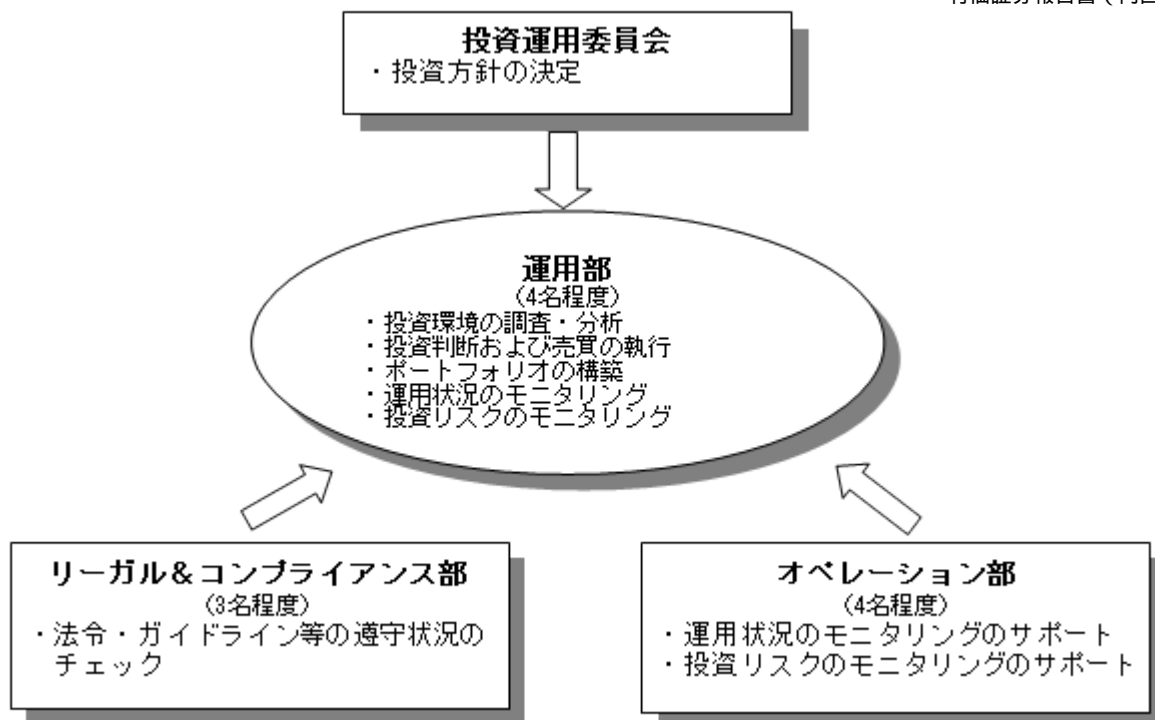 有価証券報告書(内国
投資運用委員会
・投資方針の決定
運用部
(4名程度)
・投資環境の調査・分析
・投資判断および売買の執行
・ポートフォリオの構築
・運用状況のモニタリング
・投資リスクのモニタリング
リーガル&コンプライアンス部
(3名程度)
・法令・ガイドライン等の遵守状況の
チェック
オペレーション部
(4名程度)
・運用状況のモニタリングのサポート
・投資リスクのモニタリングのサポート